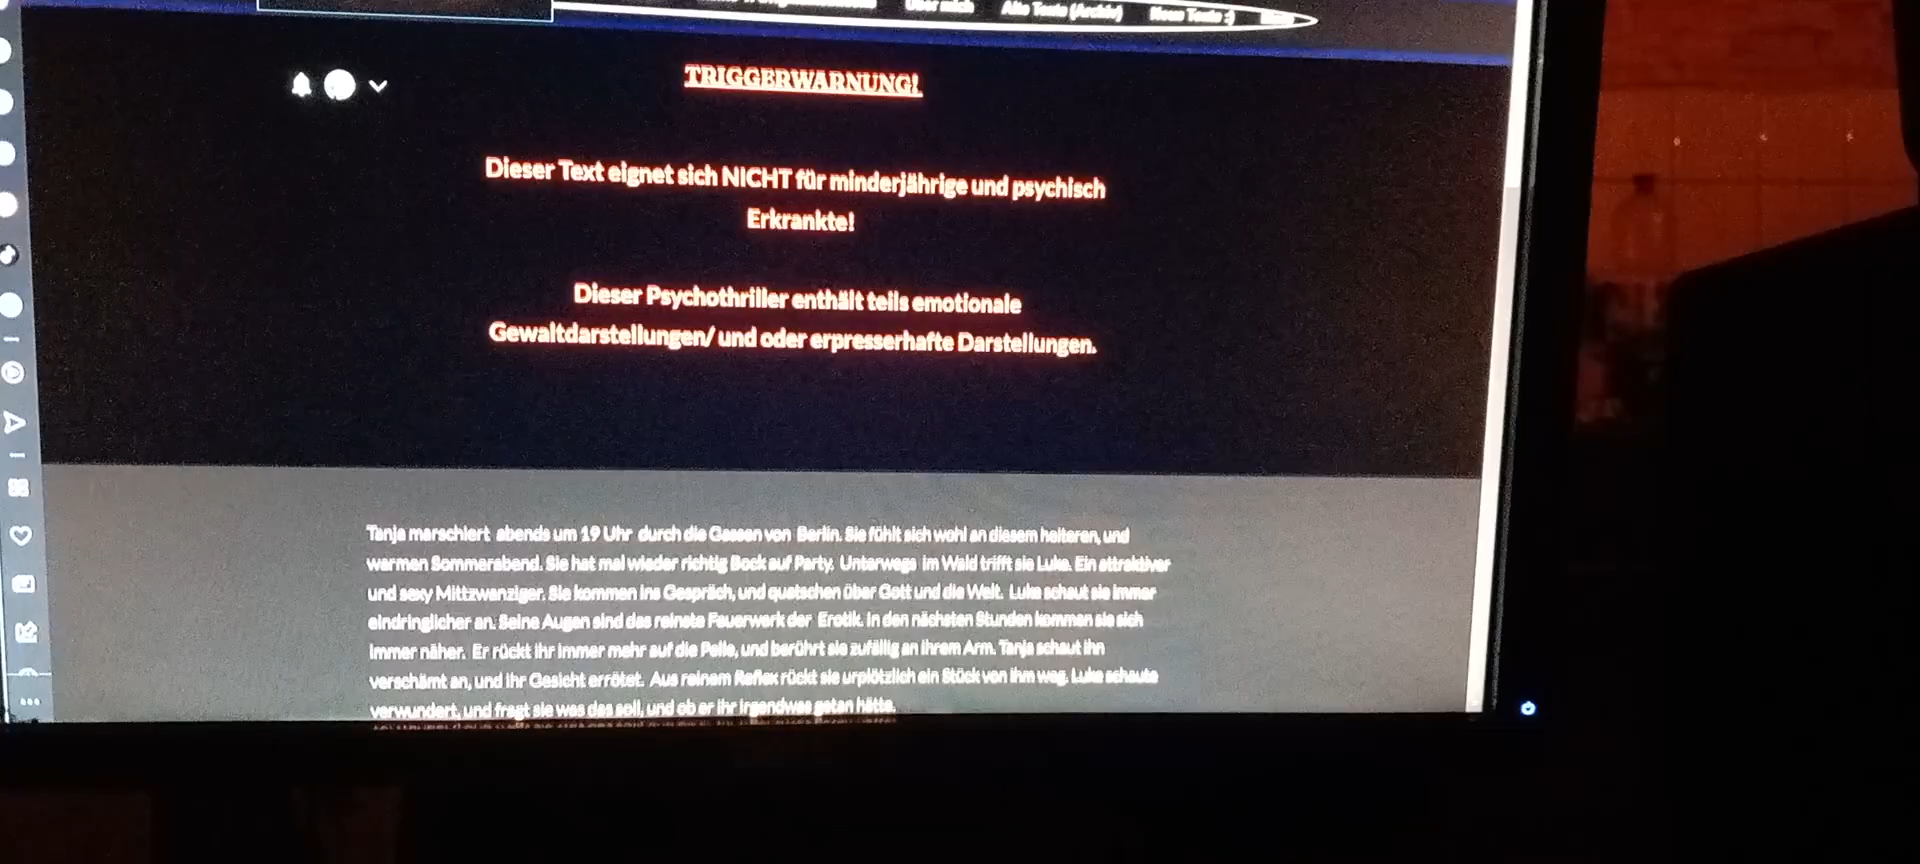 Über mich Alte Texte (Archiv) Neue Texte :)
TRIGGERWARNUNG!
Dieser Text eignet sich NICHT für minderjährige und psychisch
Erkrankte!
Dieser Psychothriller enthält teils emotionale
Gewaltdarstellungen/ und oder erpresserhafte Darstellungen.
Tanja marschiert abends um 19 Uhr durch die Gassen von Berlin. Sie fühlt sich wohl an diesem heiteren, und
warmen Sommerabend. Sie hat mal wieder richtig Bock auf Party. Unterwegs im Wald trifft sie Luke. Ein attraktiver
und sexy Mittzwanziger. Sie kommen ins Gespräch, und quatschen über Gott und die Welt. Luke schaut sie immer
eindringlicher an. Seine Augen sind das reinste Feuerwerk der Erotik. In den nächsten Stunden kommen sie sich
immer näher. Er rückt ihr immer mehr auf die Pelle, und berührt sie zufällig an ihrem Arm. Tanja schaut ihn
verschämt an, und ihr Gesicht errötet. Aus reinem Reflex rückt sie urplötzlich ein Stück von ihm weg. Luke schaute
verwundert, und fragt sie was das soll, und ob er ihr irgendwas getan hätte.